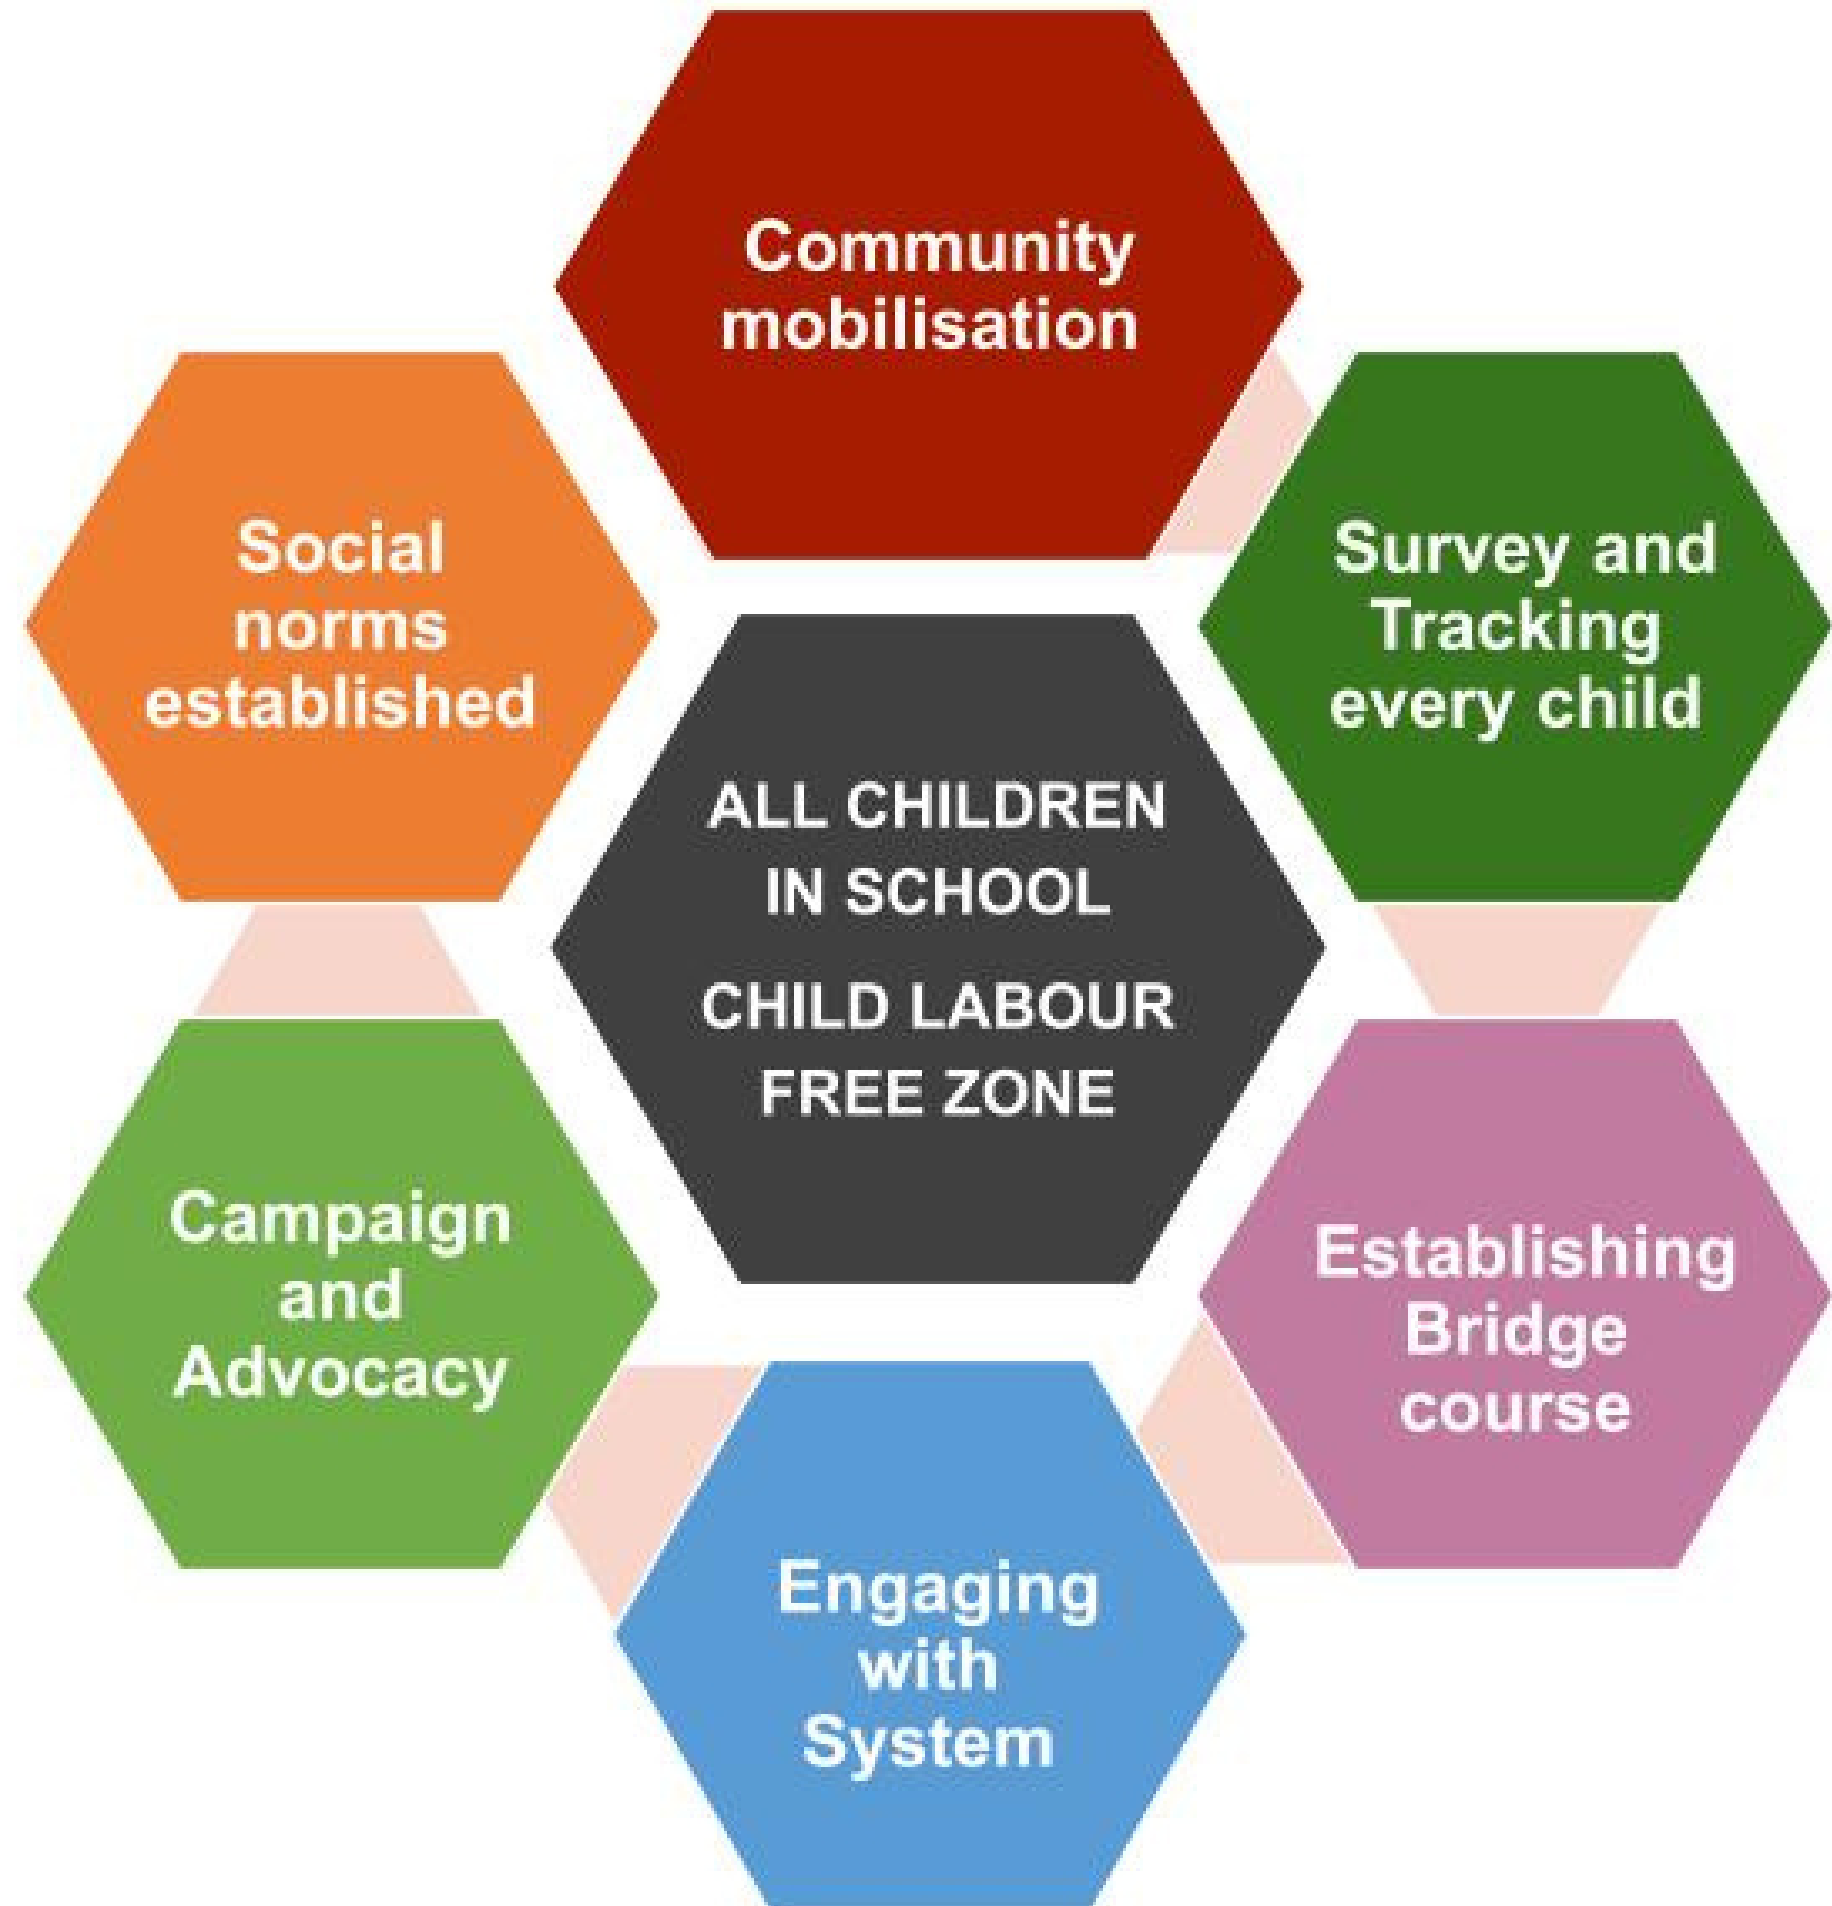 Community
mobilisation
Survey and
Tracking
every child
Establishing
Bridge
course
Engaging
with
System
Campaign
and
Advocacy
Social
norms
established
ALL CHILDREN
IN SCHOOL
CHILD LABOUR
FREE ZONE